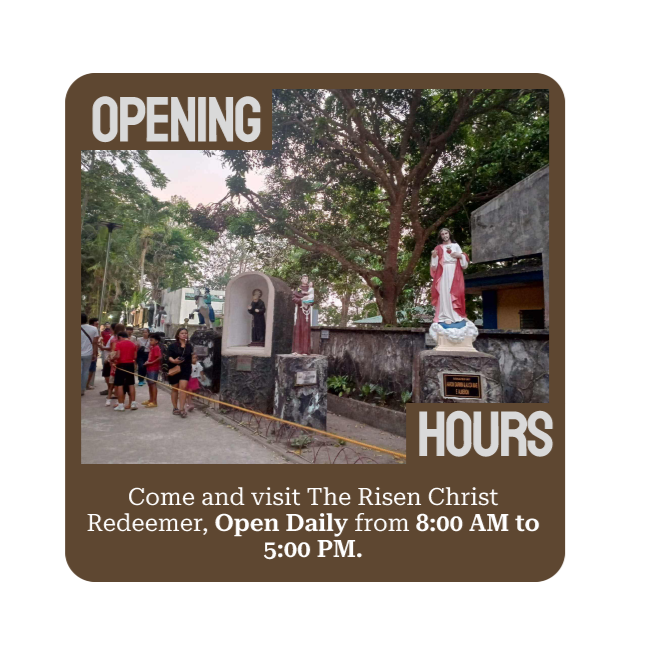 OPENING
HOURS
Come and visit The Risen Christ
Redeemer, Open Daily from 8:00 AM to
5:00 PM.